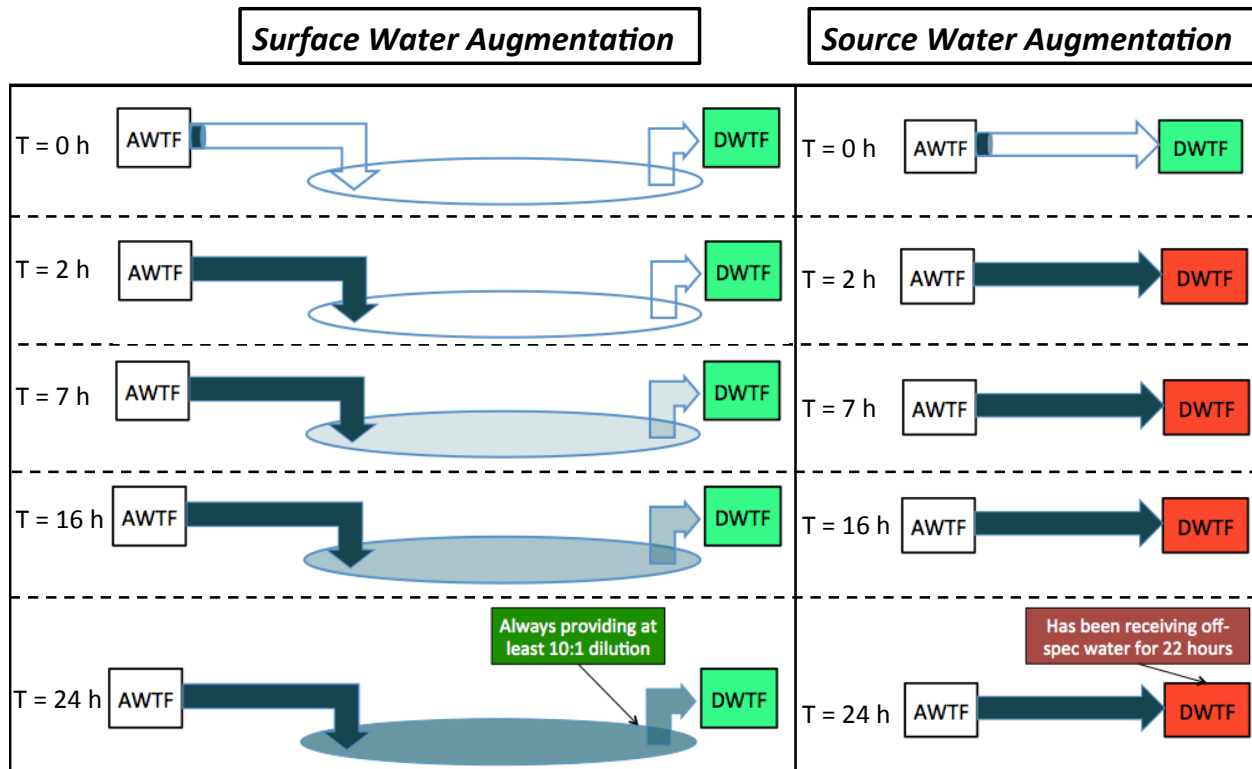 Surface Water Augmentation
Source Water Augmentation
T = 0 h
AWTF
DWTF
T = 0 h
AWTF
DWTF
T = 2 h
AWTF
DWTF
T = 2 h
AWTF
DWTF
T = 7 h
AWTF
DWTF
T = 7 h
AWTF
DWTF
T = 16 h
AWTF
DWTF
T = 16 h
AWTF
DWTF
Always providing at
least 10:1 dilution
Has been receiving off-
spec water for 22 hours
T = 24 h
AWTF
DWTF
T = 24 h
AWTF
DWTF